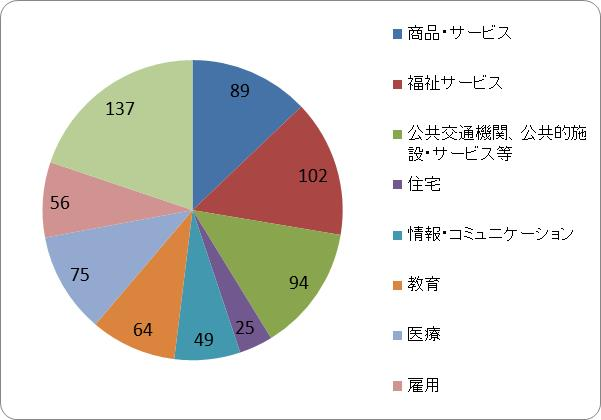 89
102
94
25
49
64
75
56
137
商品・サービス
福祉サービス
公共交通機関、公共的施
設・サービス等
住宅
情報・コミュニケーション
教育
医療
雇用